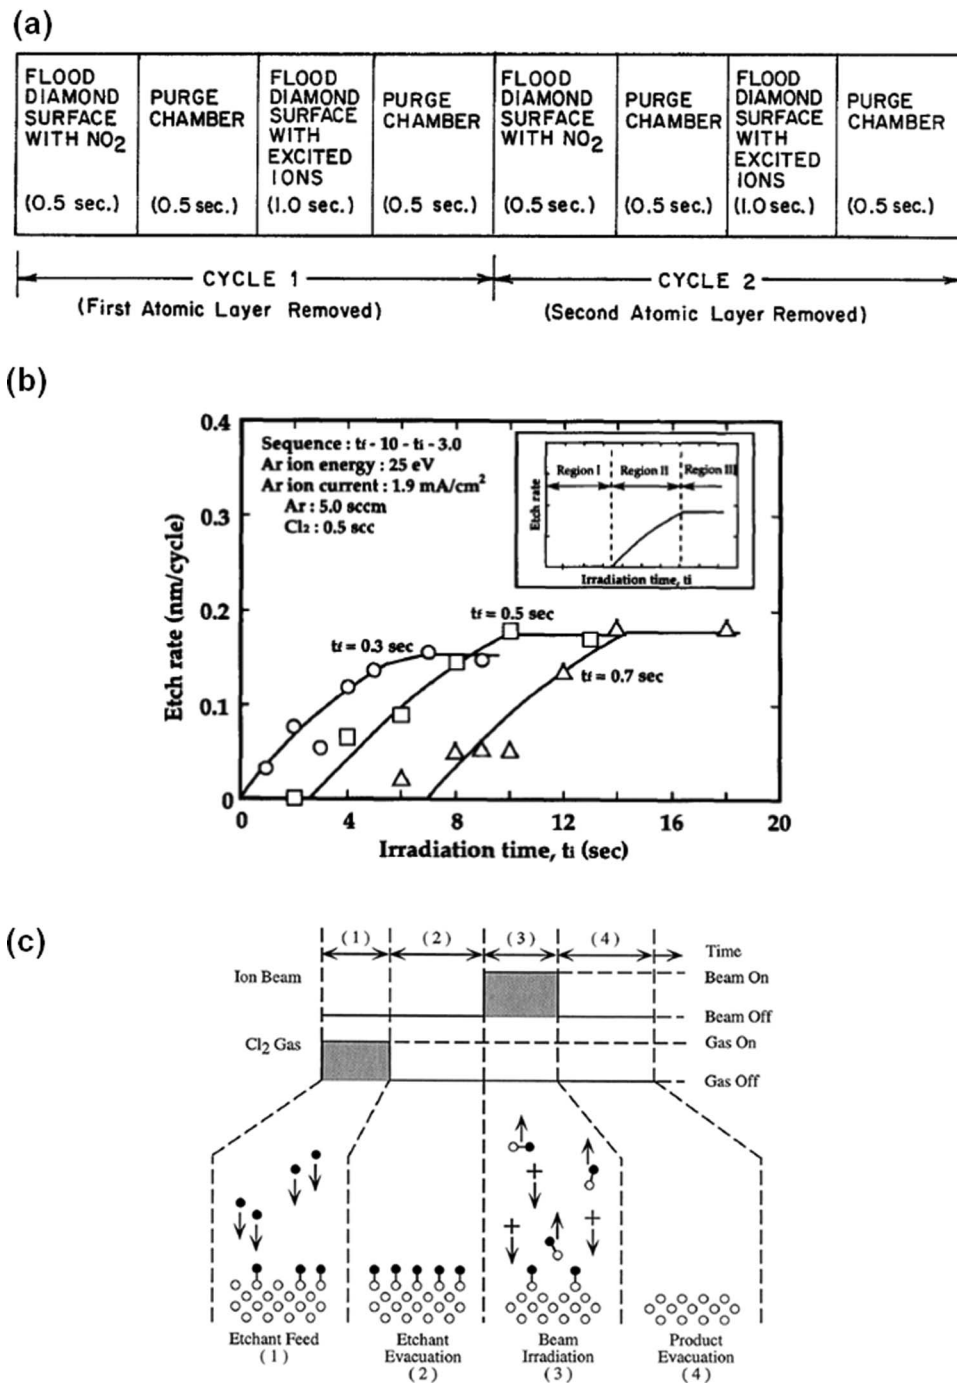 (a)
FLOOD
DIAMOND
SURFACE
WITH NO2
(0.5 sec.)
PURGE
CHAMBER
(0.5 sec.)
FLOOD
DIAMOND
SURFACE
WITH
EXCITED
IONS
(1.0 sec.)
PURGE
CHAMBER
(0.5 sec.)
FLOOD
DIAMOND
SURFACE
WITH NO2
(0.5 sec.)
PURGE
CHAMBER
(0.5 sec.)
FLOOD
DIAMOND
SURFACE
WITH
EXCITED
IONS
(1.0 sec.)
PURGE
CHAMBER
(0.5 sec.)
CYCLE 1
(First Atomic Layer Removed)
CYCLE 2
(Second Atomic Layer Removed)
(b)
Etch rate (nm/cycle)
0.4
0.3
0.2
0.1
0
Sequence : tf - 10 - ti - 3.0
Ar ion energy : 25 eV
Ar ion current : 1.9 mA/cm2
Ar : 5.0 sccm
Cl2 : 0.5 scc
Etch rate
Region I
Region II
Region III
Irradiation time, ti
tf = 0.3 sec
tf = 0.5 sec
tf = 0.7 sec
0 4 8 12 16 20
Irradiation time, ti (sec)
(c)
(1) (2) (3) (4)
Time
Ion Beam
Beam On
Beam Off
Cl2 Gas
Gas On
Gas Off
Etchant Feed
(1)
Etchant
Evacuation
(2)
Beam
Irradiation
(3)
Product
Evacuation
(4)